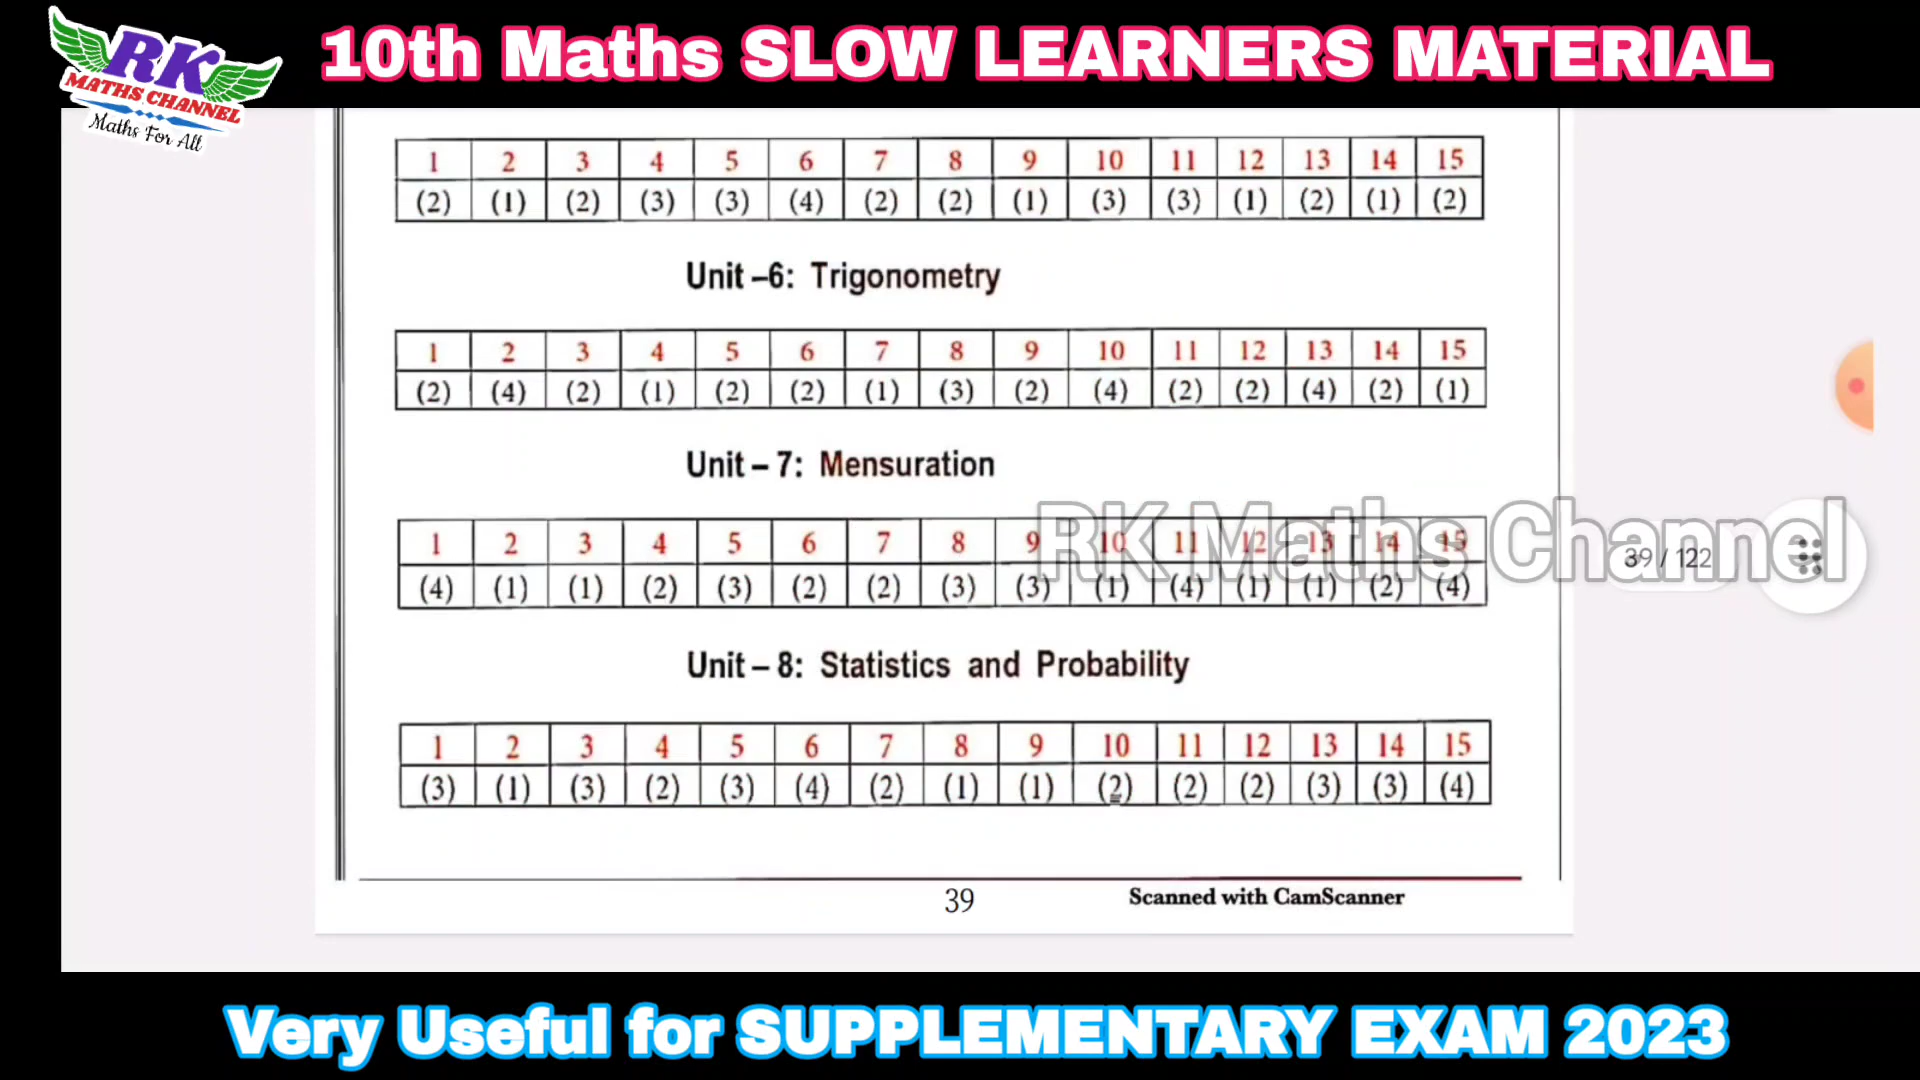 10th Maths SLOW LEARNERS MATERIAL
RK
MATHS CHANNEL
Maths For All
1 2 3 4 5 6 7 8 9 10 11 12 13 14 15
(2) (1) (2) (3) (3) (4) (2) (2) (1) (3) (3) (1) (2) (1) (2)
Unit –6: Trigonometry
1 2 3 4 5 6 7 8 9 10 11 12 13 14 15
(2) (4) (2) (1) (2) (2) (1) (3) (2) (4) (2) (2) (4) (2) (1)
Unit – 7: Mensuration
RK Maths Channel
1 2 3 4 5 6 7 8 9 10 11 12 13 14 15
39 / 122
(4) (1) (1) (2) (3) (2) (2) (3) (3) (1) (4) (1) (1) (2) (4)
Unit – 8: Statistics and Probability
1 2 3 4 5 6 7 8 9 10 11 12 13 14 15
(3) (1) (3) (2) (3) (4) (2) (1) (1) (2) (2) (2) (3) (3) (4)
39
Scanned with CamScanner
Very Useful for SUPPLEMENTARY EXAM 2023